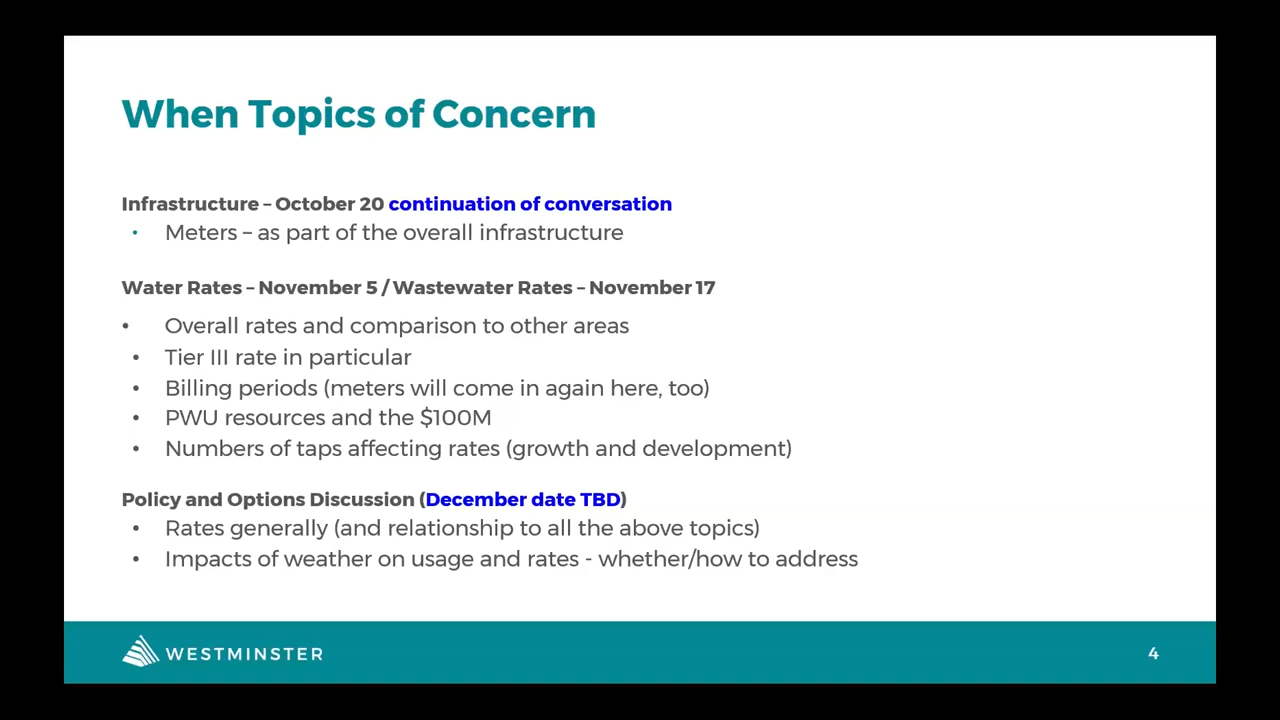 When Topics of Concern
Infrastructure – October 20 continuation of conversation
• Meters – as part of the overall infrastructure
Water Rates – November 5 / Wastewater Rates – November 17
• Overall rates and comparison to other areas
• Tier III rate in particular
• Billing periods (meters will come in again here, too)
• PWU resources and the $100M
• Numbers of taps affecting rates (growth and development)
Policy and Options Discussion (December date TBD)
• Rates generally (and relationship to all the above topics)
• Impacts of weather on usage and rates - whether/how to address
WESTMINSTER
4